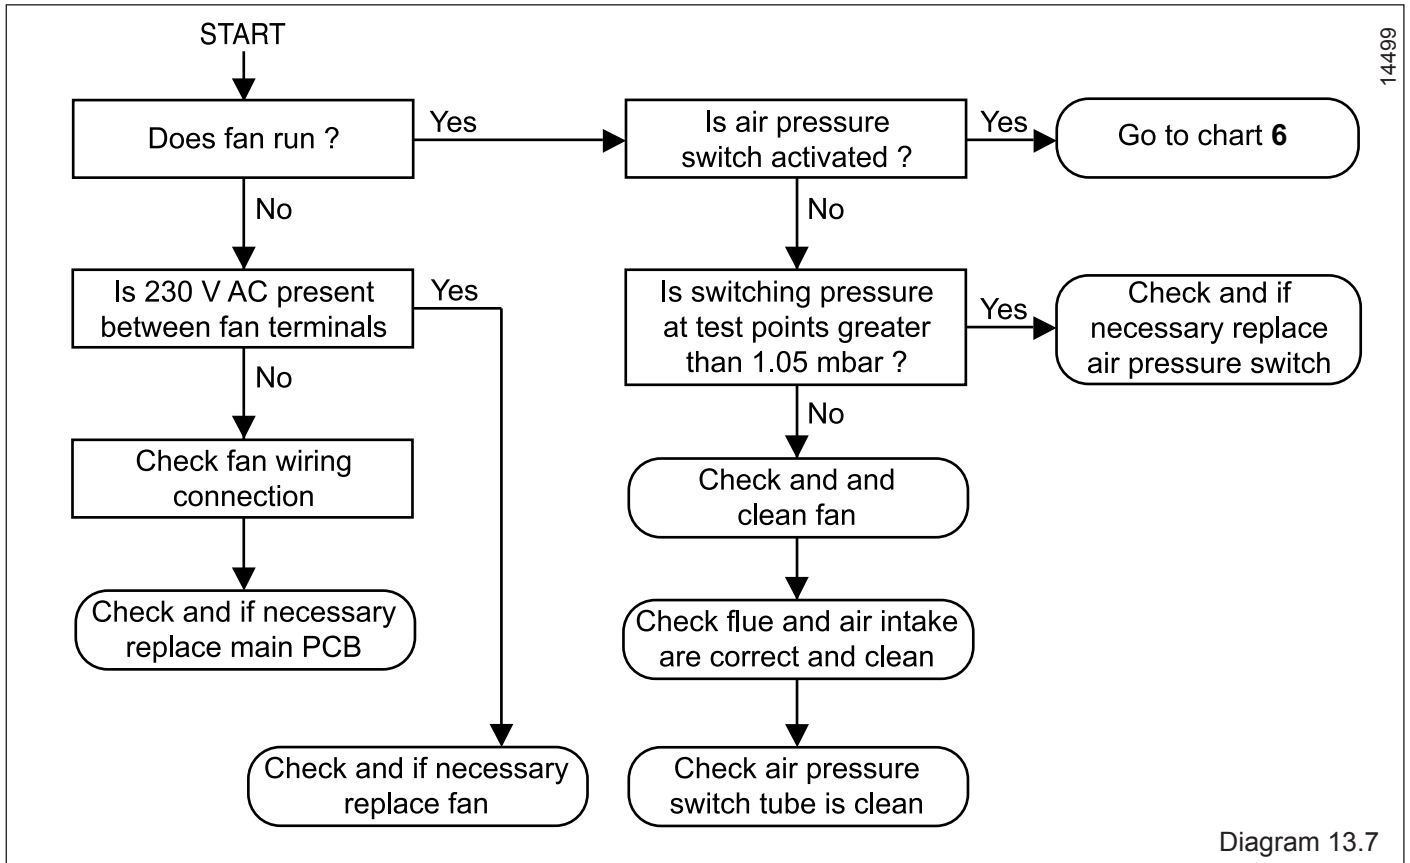 START
14499
Does fan run ?
Yes
Is air pressure
switch activated ?
Yes
Go to chart 6
No
No
Is 230 V AC present
between fan terminals
Yes
Is switching pressure
at test points greater
than 1.05 mbar ?
Yes
Check and if
necessary replace
air pressure switch
No
No
Check fan wiring
connection
Check and and
clean fan
Check and if necessary
replace main PCB
Check flue and air intake
are correct and clean
Check and if necessary
replace fan
Check air pressure
switch tube is clean
Diagram 13.7